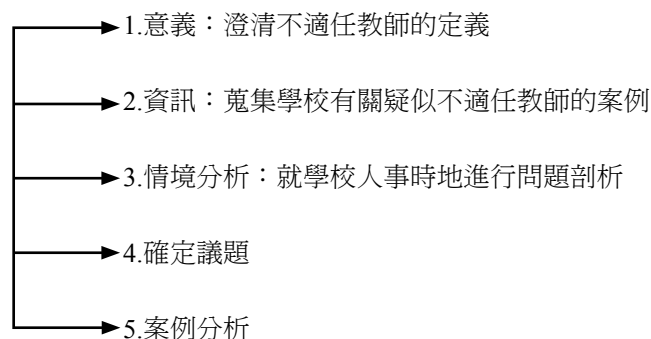 1.意義：澄清不適任教師的定義
2.資訊：蒐集學校有關疑似不適任教師的案例
3.情境分析：就學校人事時地進行問題剖析
4.確定議題
5.案例分析